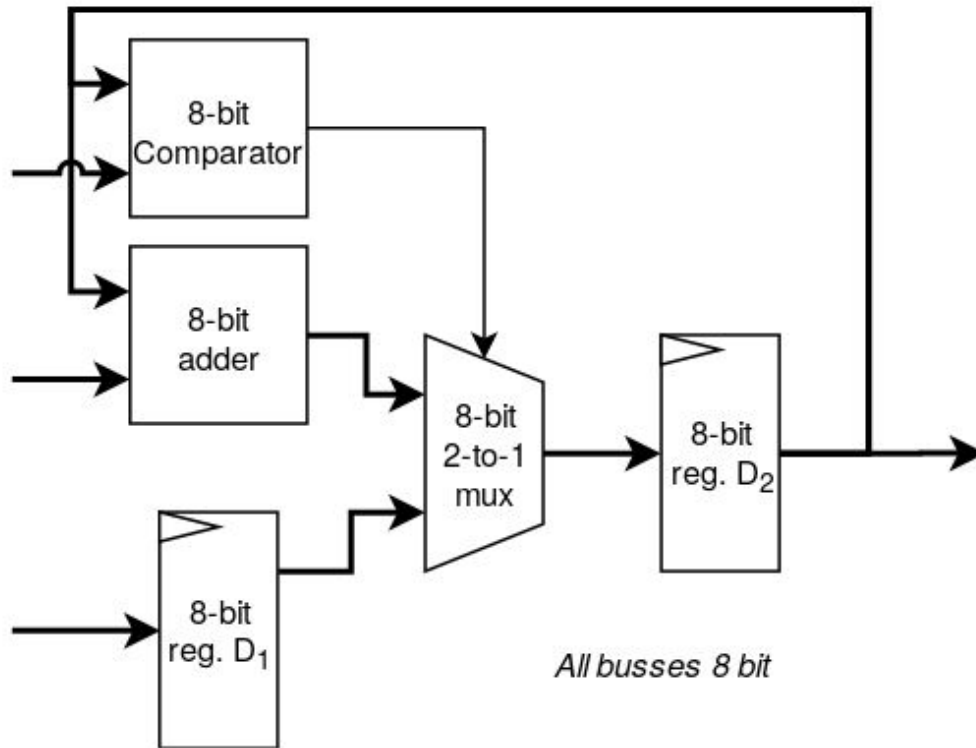 8-bit
Comparator
8-bit
adder
8-bit
2-to-1
mux
8-bit
reg. D₂
8-bit
reg. D₁
All busses 8 bit